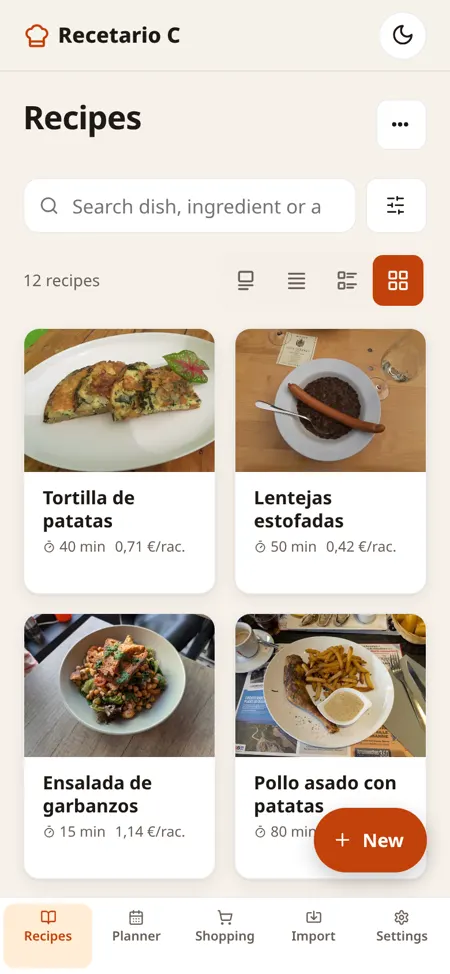 Recetario C
Recipes
Search dish, ingredient or a
12 recipes
Tortilla de
patatas
40 min 0,71 €/rac.
Lentejas
estofadas
50 min 0,42 €/rac.
Ensalada de
garbanzos
15 min 1,14 €/rac.
Pollo asado con
patatas
80 min
+ New
Recipes
Planner
Shopping
Import
Settings